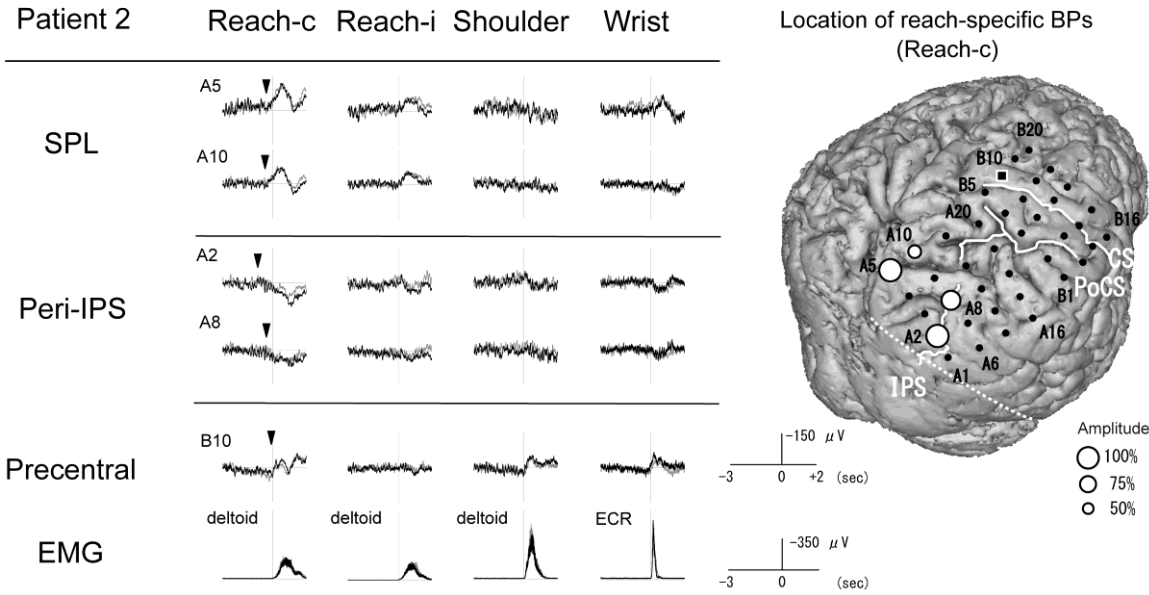 Patient 2
Reach-c Reach-i Shoulder Wrist
Location of reach-specific BPs
(Reach-c)
SPL
A5
A10
Peri-IPS
A2
A8
Precentral
B10
EMG
deltoid deltoid deltoid ECR
-150 μV
-3 0 +2 (sec)
-350 μV
-3 0 (sec)
B20
B10
B5
A20
B16
A10
CS
A5
PoCS
B1
A8
A16
A2
A6
IPS
A1
Amplitude
100%
75%
50%